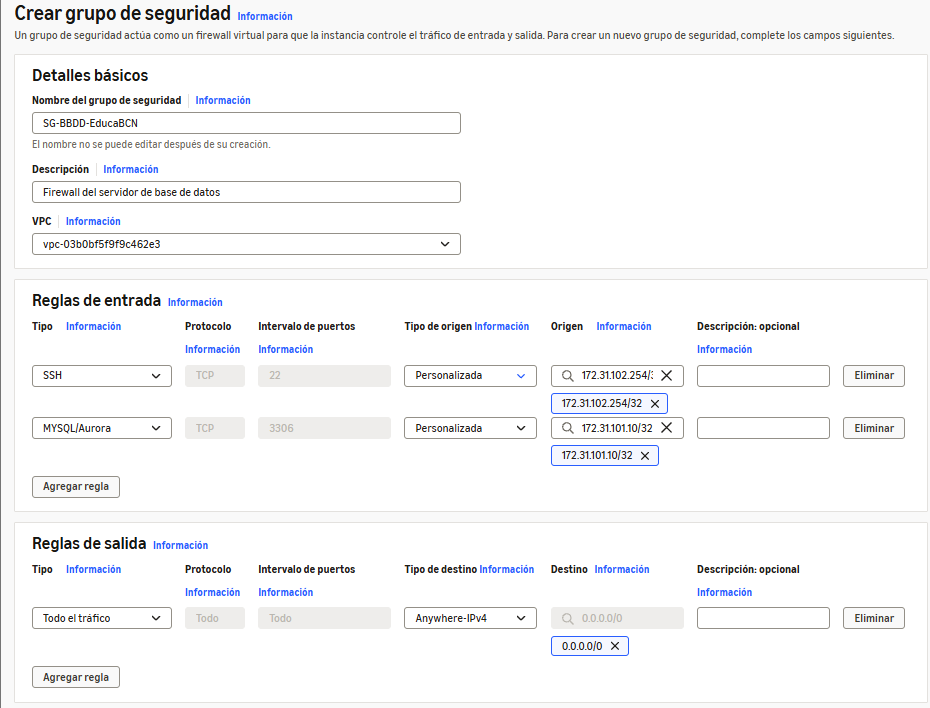 Crear grupo de seguridad Información
Un grupo de seguridad actúa como un firewall virtual para que la instancia controle el tráfico de entrada y salida. Para crear un nuevo grupo de seguridad, complete los campos siguientes.
Detalles básicos
Nombre del grupo de seguridad Información
SG-BBDD-EducaBCN
El nombre no se puede editar después de su creación.
Descripción Información
Firewall del servidor de base de datos
VPC Información
vpc-03b0bf5f9f9c462e3
Reglas de entrada Información
Tipo Información Protocolo Intervalo de puertos Tipo de origen Información Origen Información Descripción: opcional
Información Información Información
SSH TCP 22 Personalizada 172.31.102.254/3 Eliminar
172.31.102.254/32
MYSQL/Aurora TCP 3306 Personalizada 172.31.101.10/32 Eliminar
172.31.101.10/32
Agregar regla
Reglas de salida Información
Tipo Información Protocolo Intervalo de puertos Tipo de destino Información Destino Información Descripción: opcional
Información Información Información
Todo el tráfico Todo Todo Anywhere-IPv4 0.0.0.0/0 Eliminar
0.0.0.0/0
Agregar regla